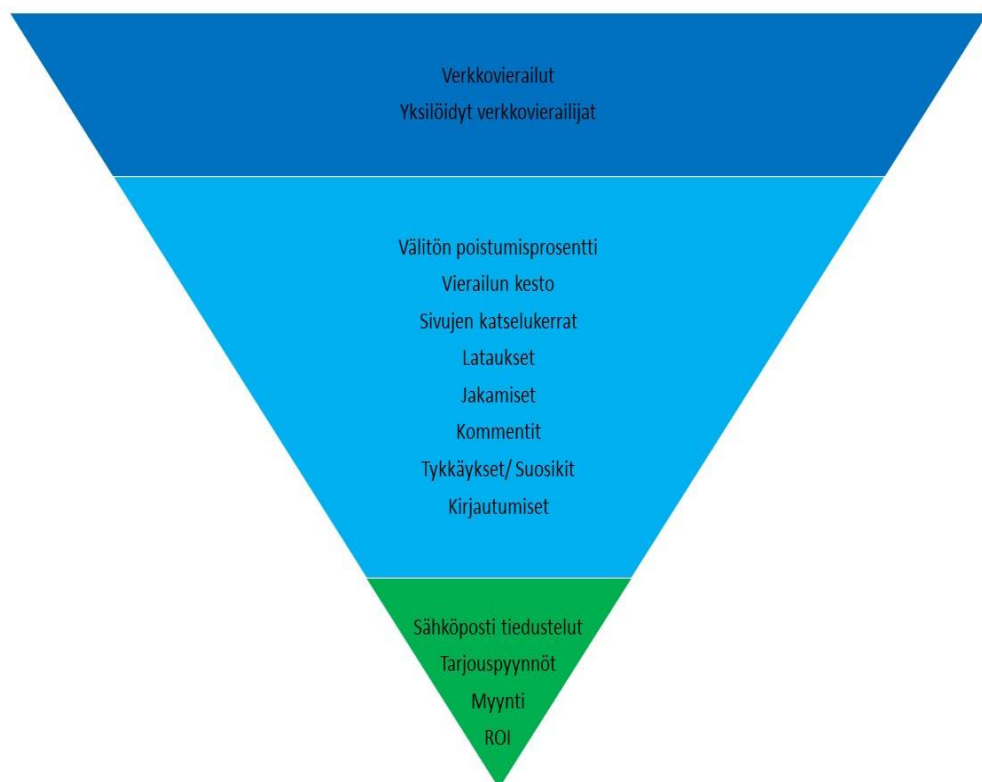 Verkkovierailut
Yksilöidyt verkkovierailijat
Välitön poistumisprosentti
Vierailun kesto
Sivujen katselukerrat
Lataukset
Jakamiset
Kommentit
Tykkäykset/ Suosikit
Kirjautumiset
Sähköposti tiedustelut
Tarjouspyynnöt
Myynti
ROI